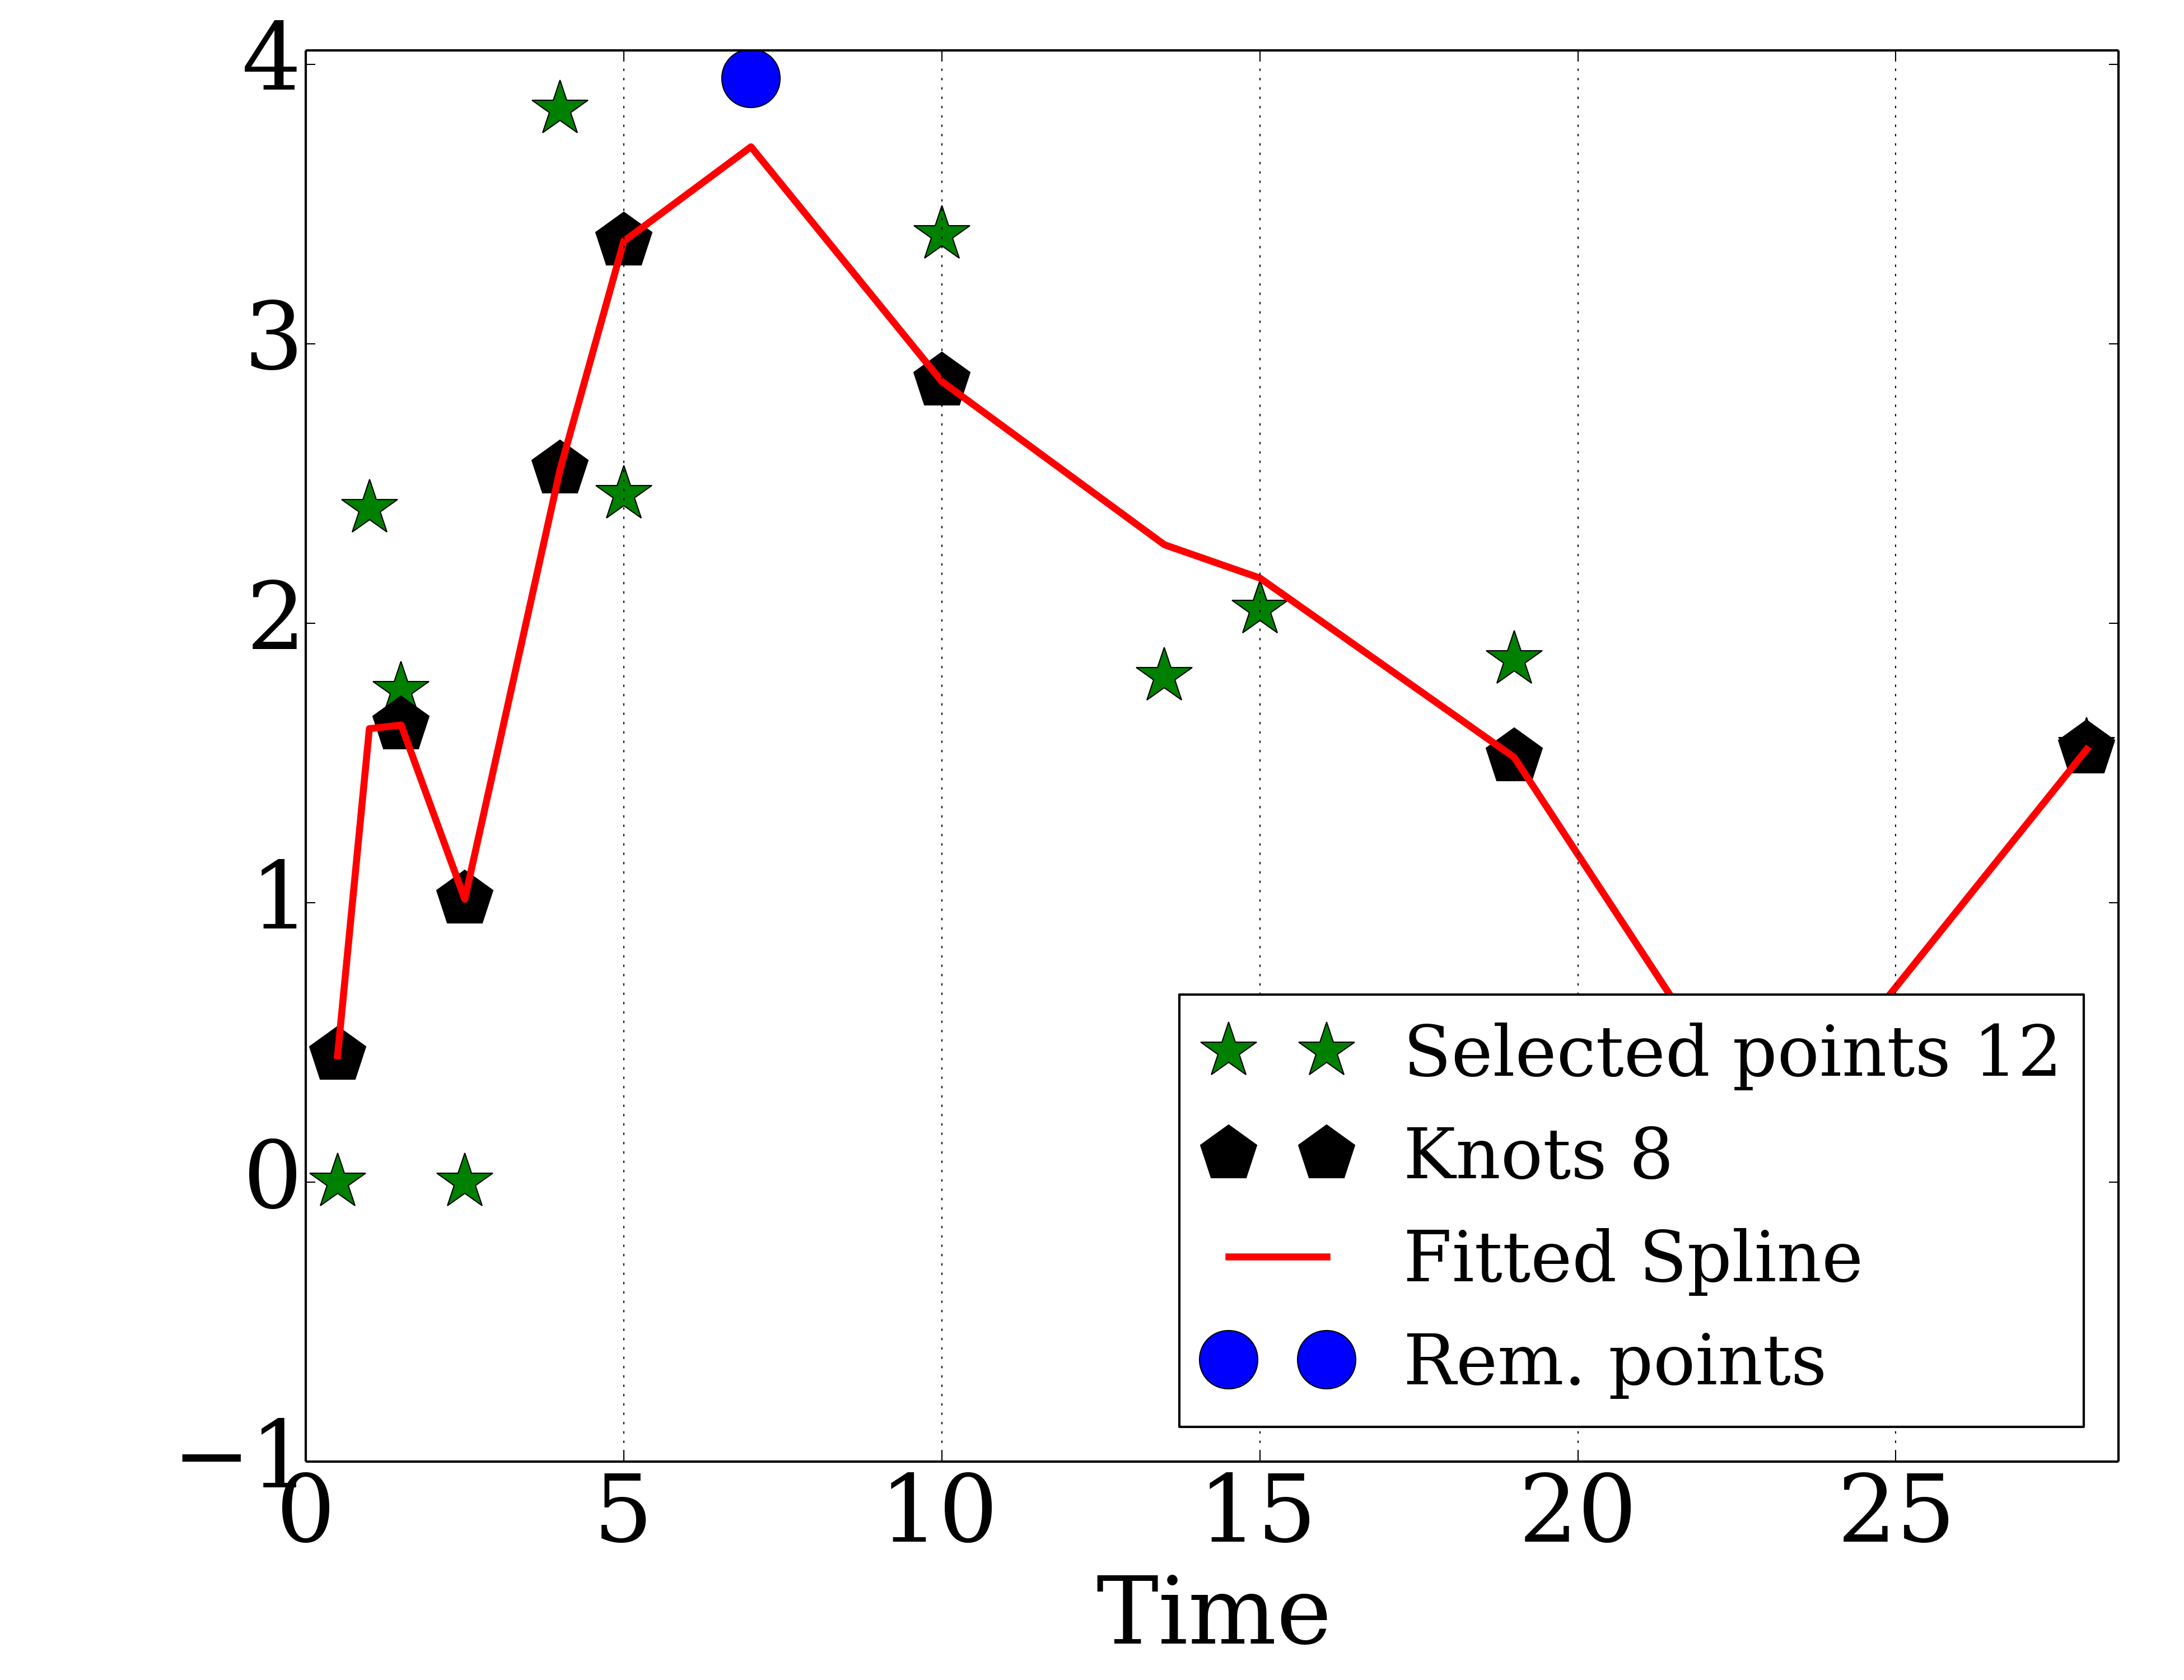 4
3
2
1
0
−1
0 5 10 15 20 25
Time
Selected points 12
Knots 8
Fitted Spline
Rem. points